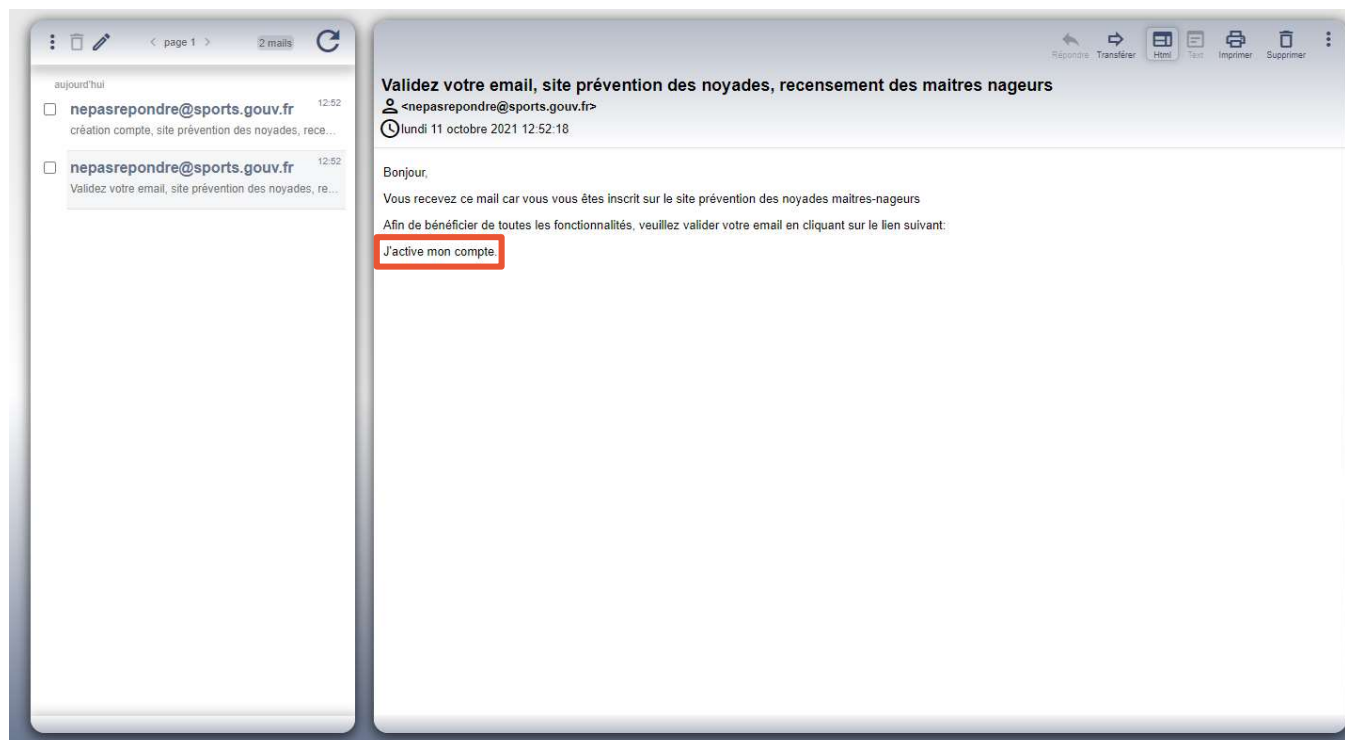 page 1
2 mails
aujourd'hui
nepasrepondre@sports.gouv.fr 12:52
création compte, site prévention des noyades, rece...
nepasrepondre@sports.gouv.fr 12:52
Validez votre email, site prévention des noyades, re...
Répondre Transférer Html Text Imprimer Supprimer
Validez votre email, site prévention des noyades, recensement des maitres nageurs
<nepasrepondre@sports.gouv.fr>
lundi 11 octobre 2021 12:52:18
Bonjour,
Vous recevez ce mail car vous vous êtes inscrit sur le site prévention des noyades maitres-nageurs
Afin de bénéficier de toutes les fonctionnalités, veuillez valider votre email en cliquant sur le lien suivant:
J'active mon compte.